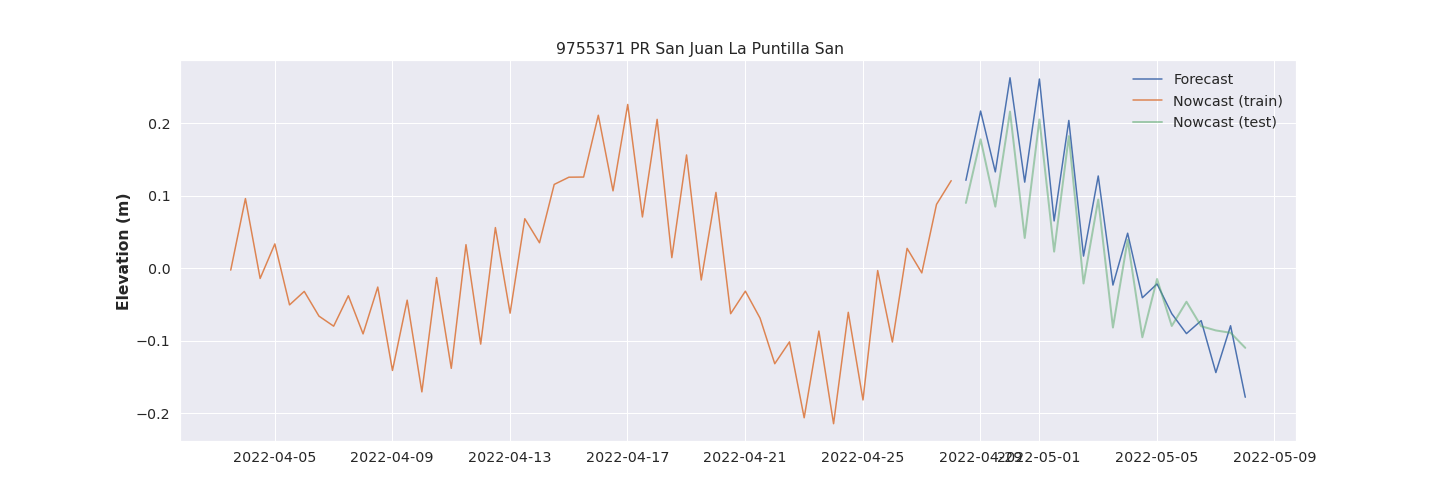 9755371 PR San Juan La Puntilla San
Forecast
Nowcast (train)
Nowcast (test)
Elevation (m)
0.2
0.1
0.0
−0.1
−0.2
2022-04-05 2022-04-09 2022-04-13 2022-04-17 2022-04-21 2022-04-25 2022-04-29 2022-05-01 2022-05-05 2022-05-09